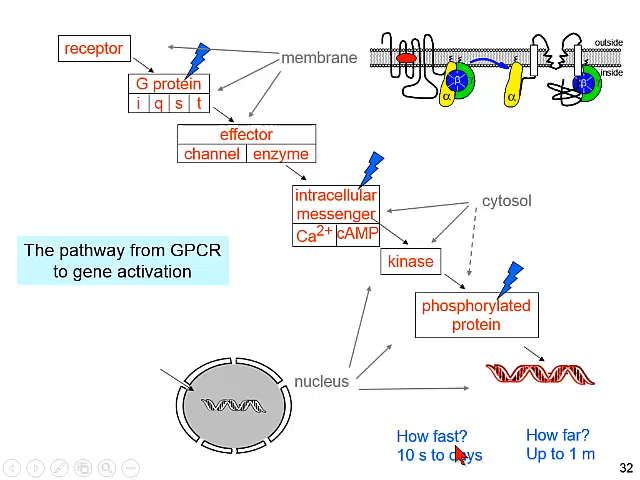 receptor
membrane
outside
inside
G protein
i q s t
β
α
α
β
effector
channel enzyme
intracellular
messenger
Ca2+ cAMP
cytosol
kinase
The pathway from GPCR
to gene activation
phosphorylated
protein
nucleus
How fast?
10 s to days
How far?
Up to 1 m
32